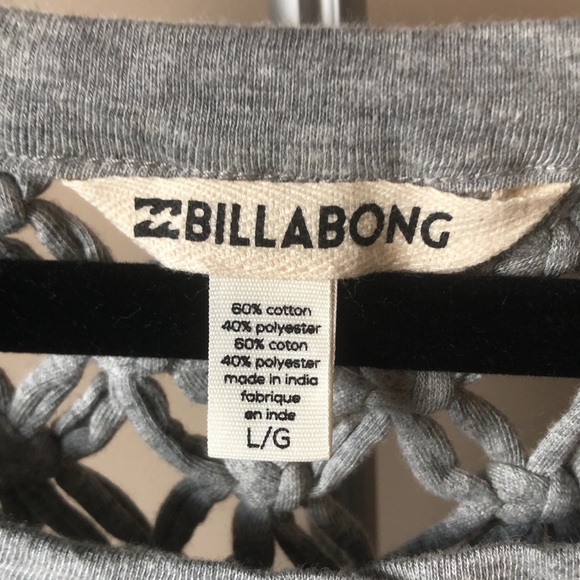 BILLABONG
60% cotton
40% polyester
60% coton
40% polyester
made in india
fabrique
en inde
L/G